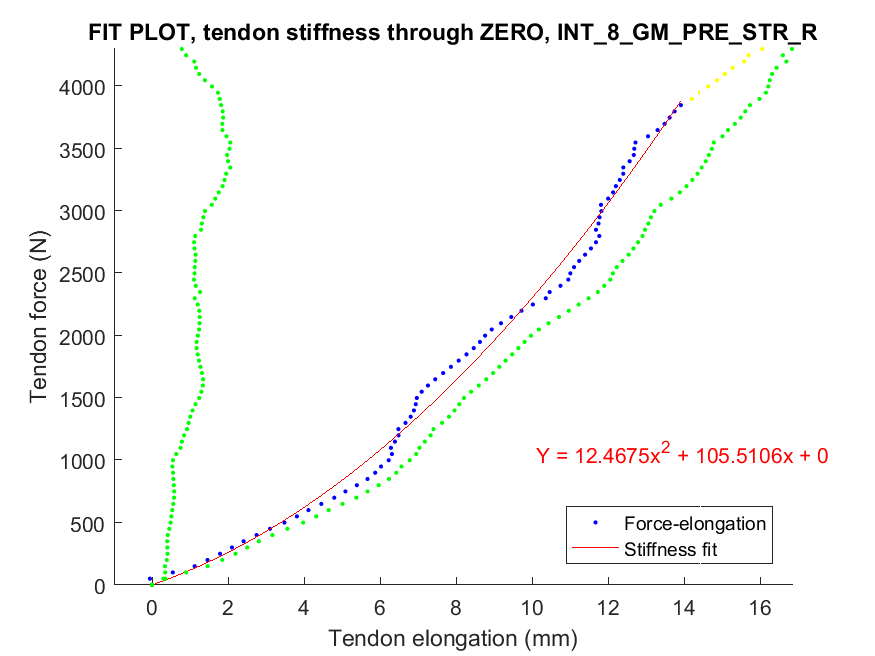 FIT PLOT, tendon stiffness through ZERO, INT_8_GM_PRE_STR_R
4000
3500
3000
2500
2000
1500
1000
500
0
Tendon force (N)
Y = 12.4675x^2 + 105.5106x + 0
Force-elongation
Stiffness fit
0 2 4 6 8 10 12 14 16
Tendon elongation (mm)